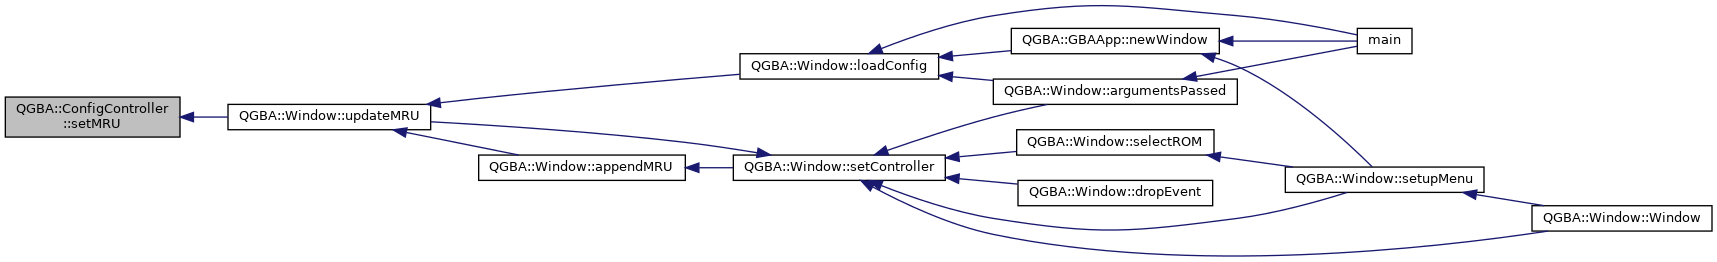 QGBA::ConfigController
::setMRU
QGBA::Window::updateMRU
QGBA::Window::appendMRU
QGBA::Window::loadConfig
QGBA::Window::setController
QGBA::GBAApp::newWindow
QGBA::Window::argumentsPassed
QGBA::Window::selectROM
QGBA::Window::dropEvent
main
QGBA::Window::setupMenu
QGBA::Window::Window